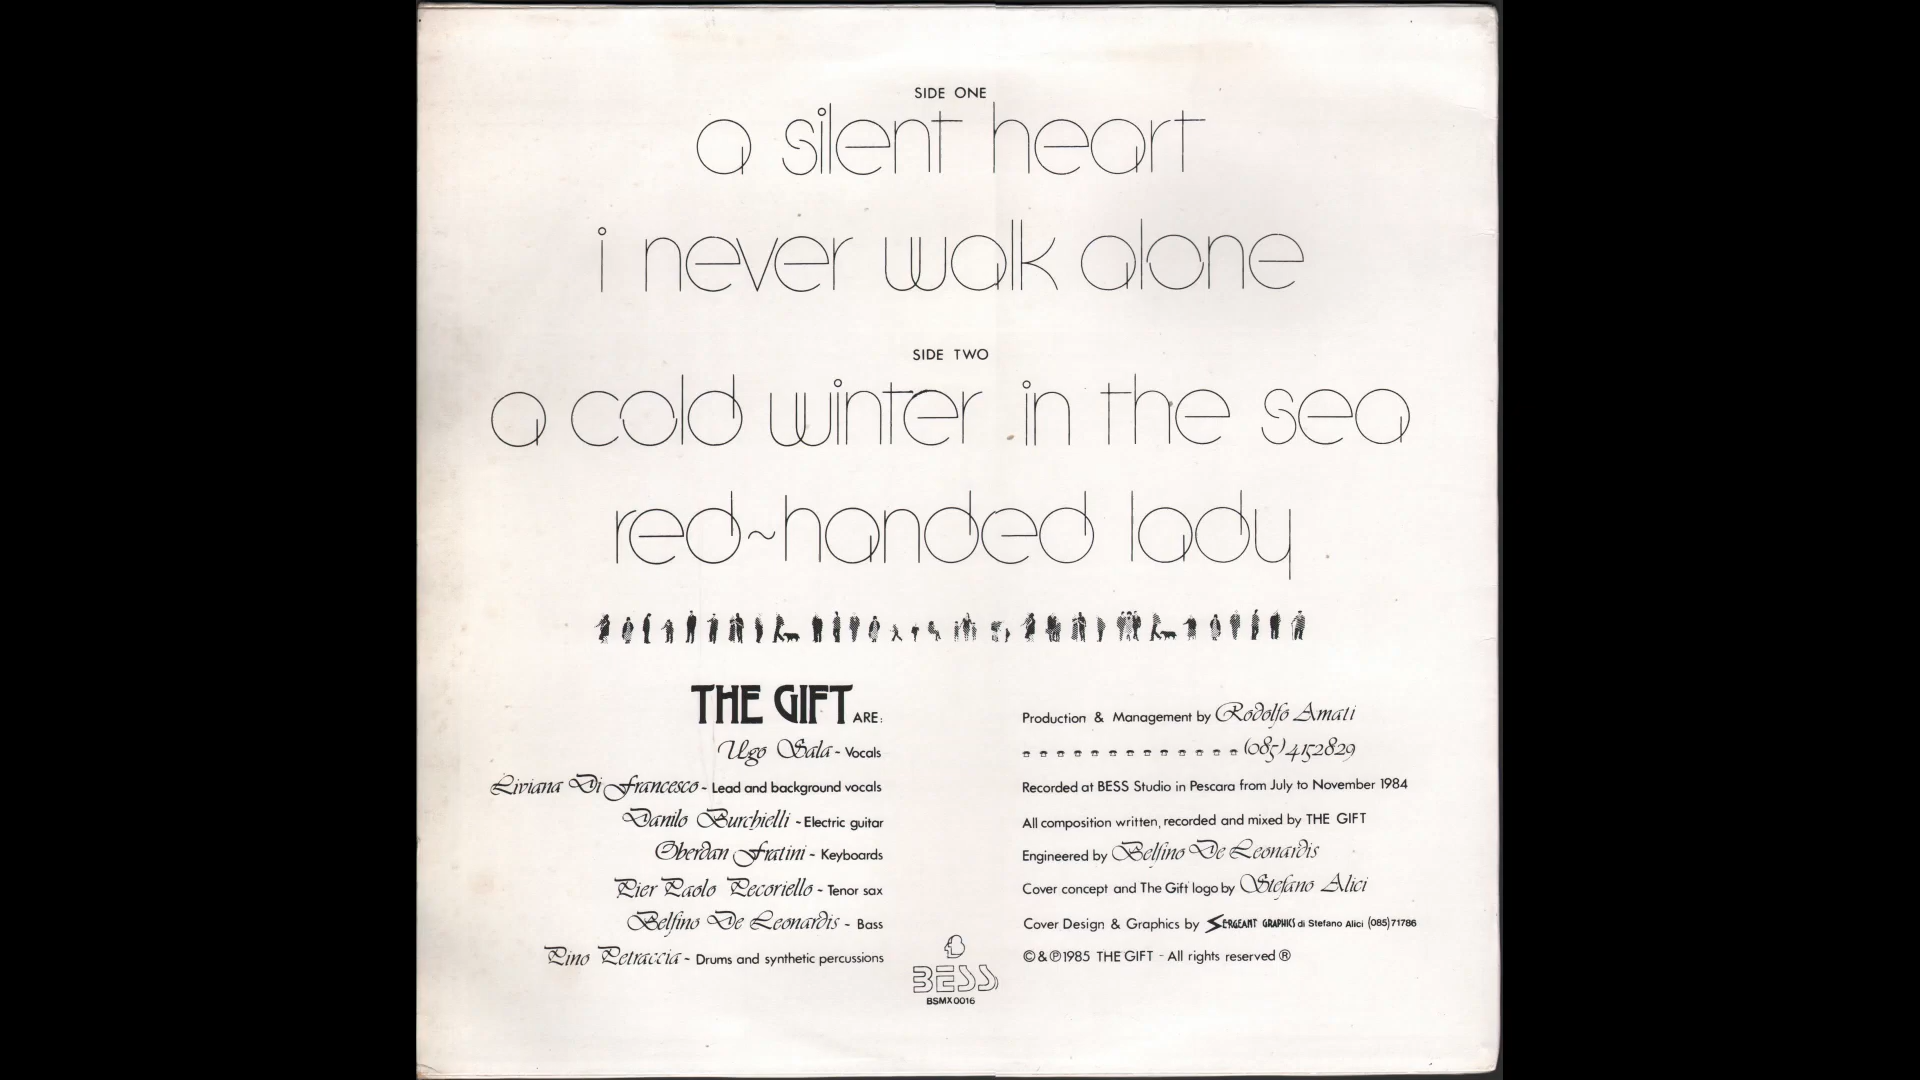 SIDE ONE
a silent heart
i never walk alone
SIDE TWO
a cold winter in the sea
red~handed lady
THE GIFT ARE:
Ugo Sala - Vocals
Liviana Di Francesco - Lead and background vocals
Danilo Burchielli - Electric guitar
Oberdan Fratini - Keyboards
Pier Paolo Pecoriello - Tenor sax
Belfino De Leonardis - Bass
Pino Petraccia - Drums and synthetic percussions
Production & Management by Rodolfo Amati
(085) 4152829
Recorded at BESS Studio in Pescara from July to November 1984
All composition written, recorded and mixed by THE GIFT
Engineered by Belfino De Leonardis
Cover concept and The Gift logo by Stefano Alici
Cover Design & Graphics by SERGEANT GRAPHICS di Stefano Alici (085)71786
©&℗1985 THE GIFT - All rights reserved ®
BESS
BSMX0016